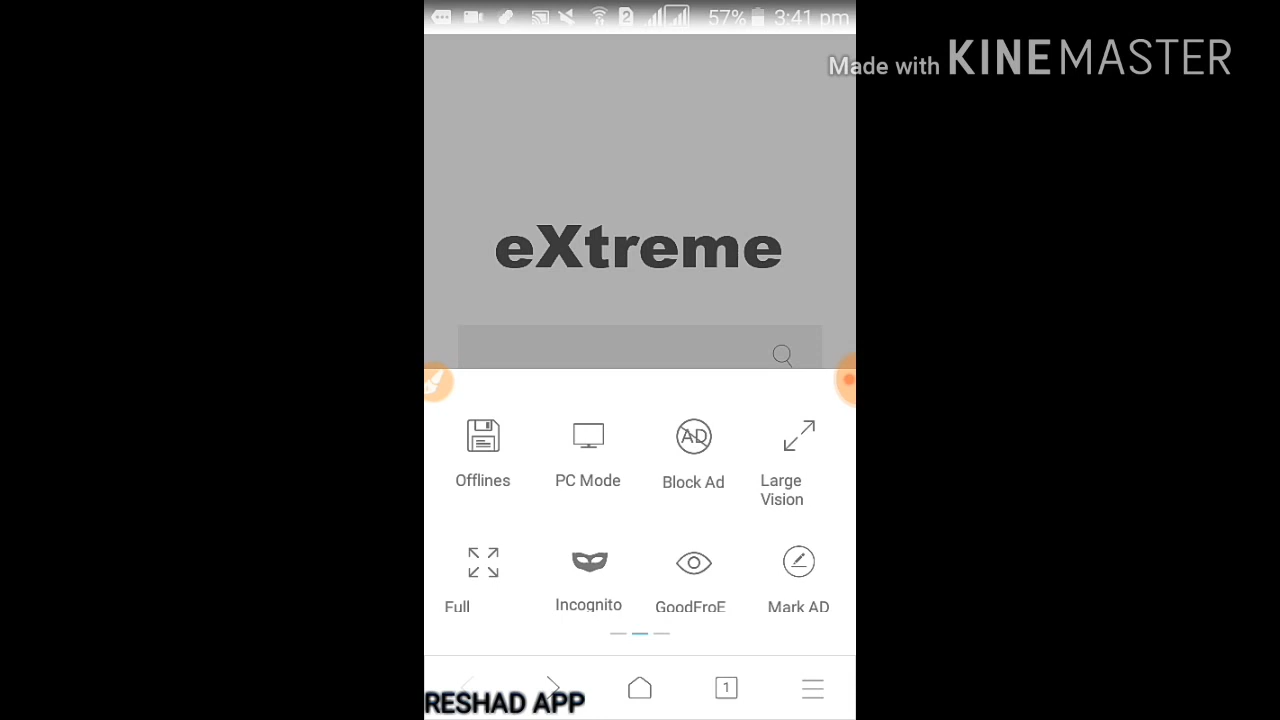 2 57% 3:41 pm
Made with KINEMASTER
eXtreme
Offlines PC Mode Block Ad Large Vision
Full Incognito GoodFroE Mark AD
1
RESHAD APP